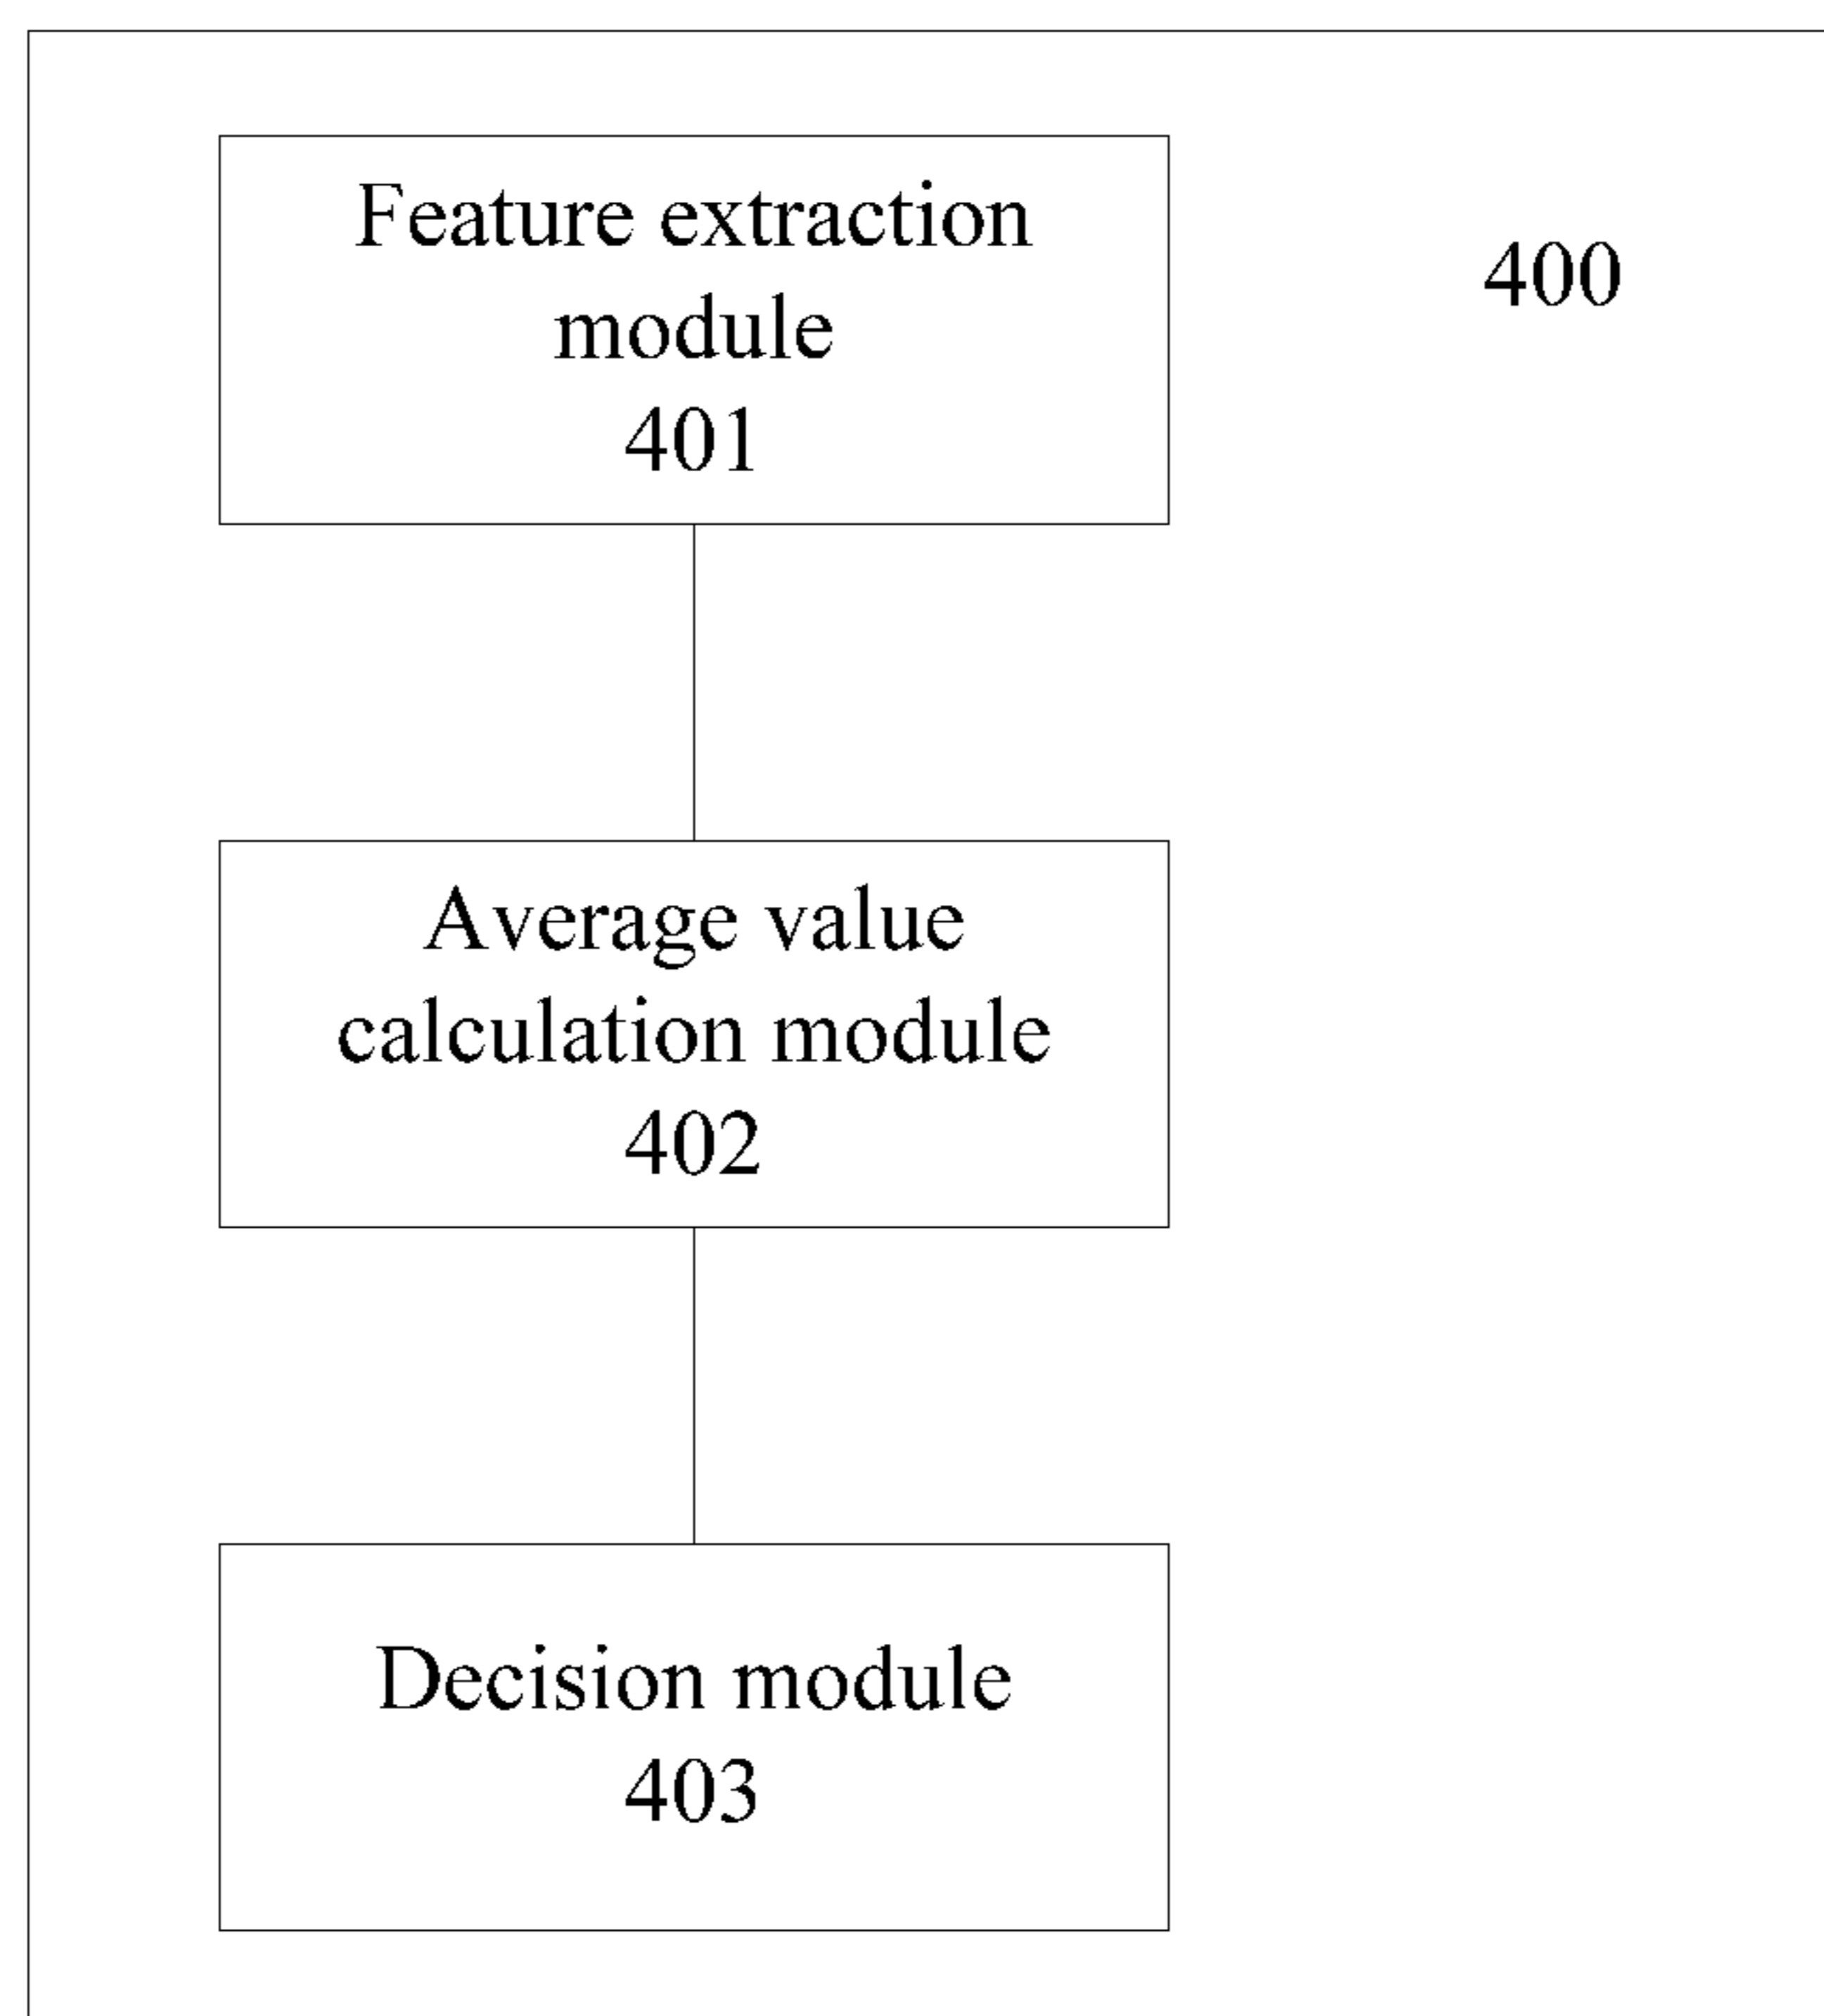 Feature extraction
module
401
400
Average value
calculation module
402
Decision module
403